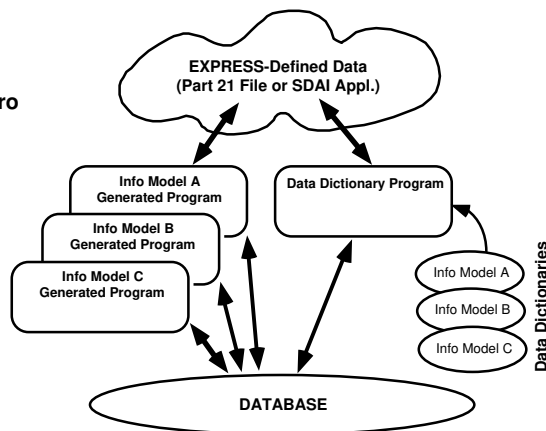 EXPRESS-Defined Data
(Part 21 File or SDAI Appl.)
ro
Info Model A
Generated Program
Info Model B
Generated Program
Info Model C
Generated Program
Data Dictionary Program
Info Model A
Info Model B
Info Model C
Data Dictionaries
DATABASE